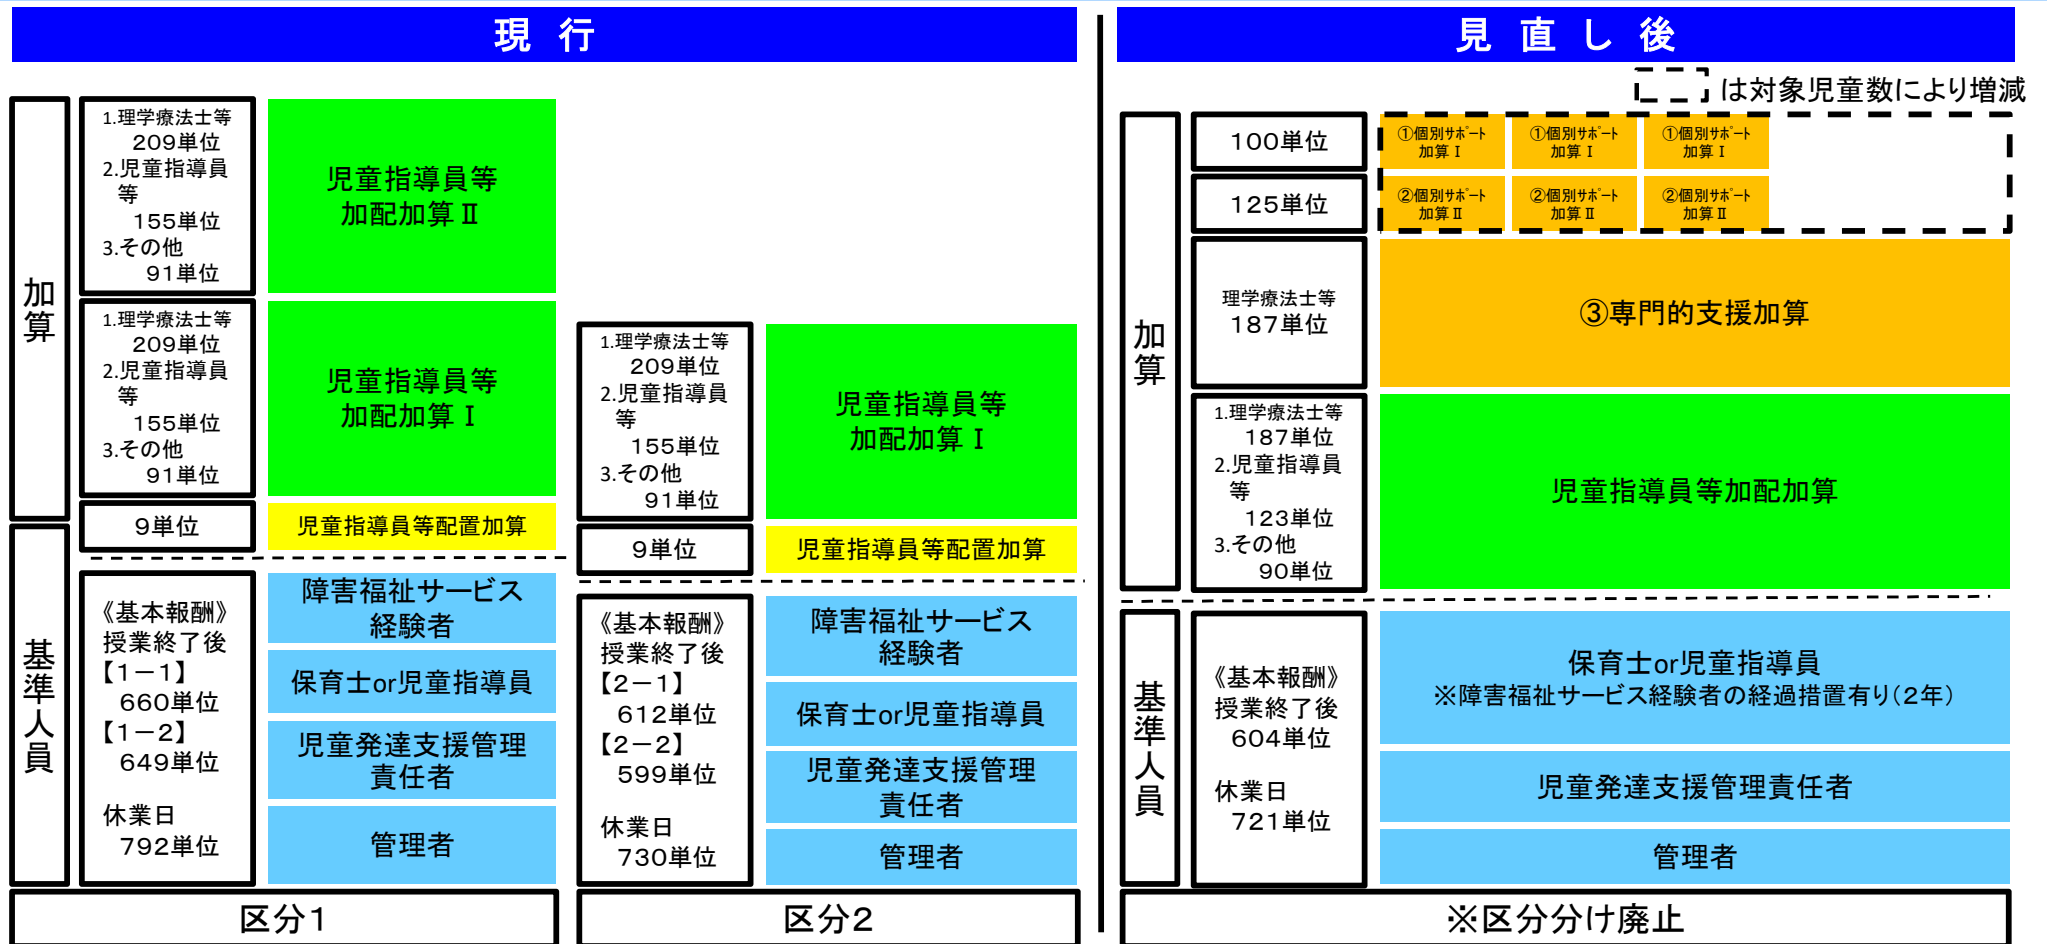 現 行
加算
1.理学療法士等
209単位
2.児童指導員
等
155単位
3.その他
91単位
児童指導員等
加配加算Ⅱ
1.理学療法士等
209単位
2.児童指導員
等
155単位
3.その他
91単位
児童指導員等
加配加算Ⅰ
9単位
児童指導員等配置加算
基準人員
《基本報酬》
授業終了後
【1－1】
660単位
【1－2】
649単位
休業日
792単位
障害福祉サービス
経験者
保育士or児童指導員
児童発達支援管理
責任者
管理者
区分1
1.理学療法士等
209単位
2.児童指導員
等
155単位
3.その他
91単位
児童指導員等
加配加算Ⅰ
9単位
児童指導員等配置加算
《基本報酬》
授業終了後
【2－1】
612単位
【2－2】
599単位
休業日
730単位
障害福祉サービス
経験者
保育士or児童指導員
児童発達支援管理
責任者
管理者
区分2
見 直 し 後
は対象児童数により増減
加算
100単位
①個別ｻﾎﾟｰﾄ
加算Ⅰ
①個別ｻﾎﾟｰﾄ
加算Ⅰ
①個別ｻﾎﾟｰﾄ
加算Ⅰ
125単位
②個別ｻﾎﾟｰﾄ
加算Ⅱ
②個別ｻﾎﾟｰﾄ
加算Ⅱ
②個別ｻﾎﾟｰﾄ
加算Ⅱ
理学療法士等
187単位
③専門的支援加算
1.理学療法士等
187単位
2.児童指導員
等
123単位
3.その他
90単位
児童指導員等加配加算
基準人員
《基本報酬》
授業終了後
604単位
休業日
721単位
保育士or児童指導員
※障害福祉サービス経験者の経過措置有り（2年）
児童発達支援管理責任者
管理者
※区分分け廃止